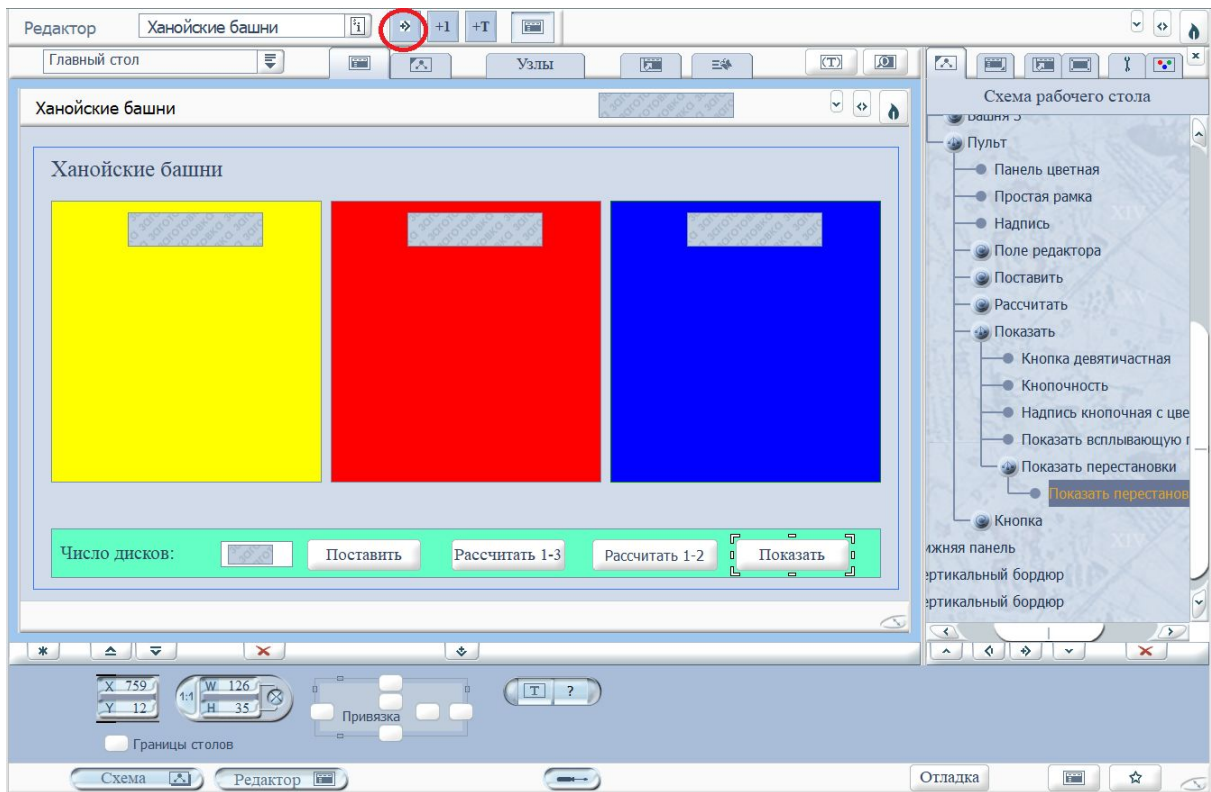 Редактор
Ханойские башни
+1
+T
Главный стол
Узлы
(T)
Схема рабочего стола
Ханойские башни
Ханойские башни
Башня 3
Пульт
Панель цветная
Простая рамка
Надпись
Поле редактора
Поставить
Рассчитать
Показать
Кнопка девятичастная
Кнопочность
Надпись кнопочная с цве
Показать всплывающую
Показать перестановки
Показать перестанов
Кнопка
ижняя панель
ертикальный бордюр
ертикальный бордюр
Число дисков:
Поставить
Рассчитать 1-3
Рассчитать 1-2
Показать
X 759
Y 12
1:1
W 126
H 35
Привязка
T ?
Границы столов
Схема
Редактор
Отладка